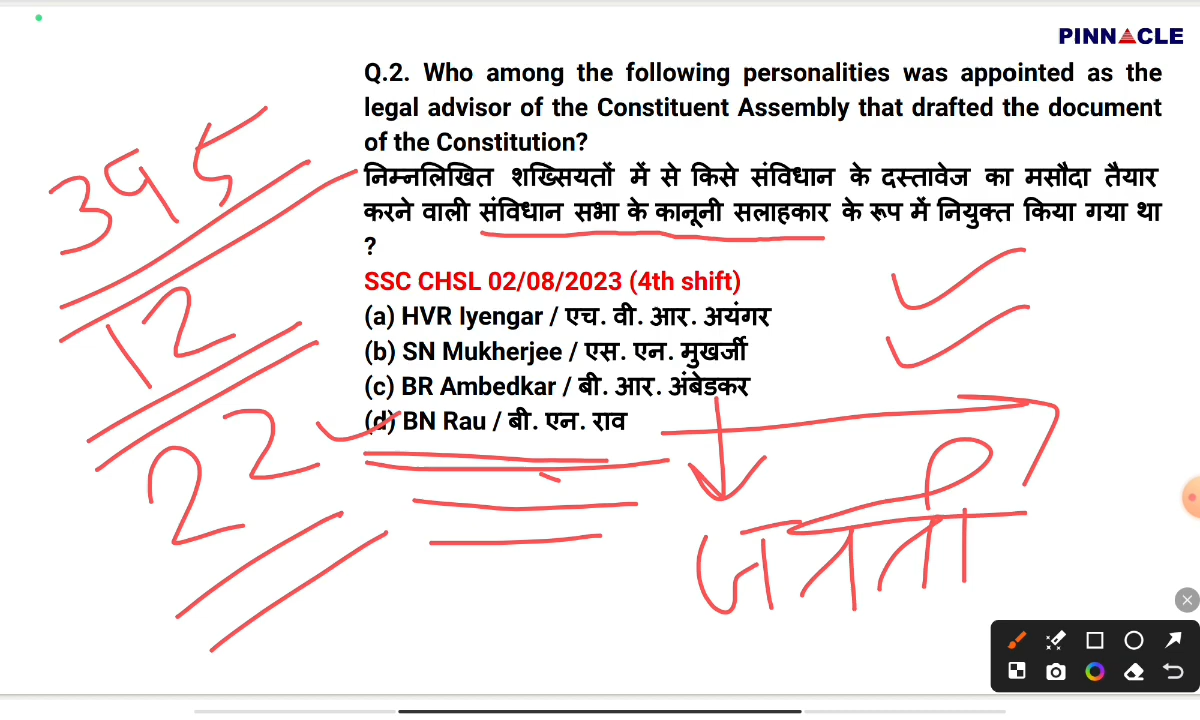 PINNACLE
Q.2. Who among the following personalities was appointed as the
legal advisor of the Constituent Assembly that drafted the document
of the Constitution?
निम्नलिखित शख्सियतों में से किसे संविधान के दस्तावेज का मसौदा तैयार
करने वाली संविधान सभा के कानूनी सलाहकार के रूप में नियुक्त किया गया था
?
SSC CHSL 02/08/2023 (4th shift)
(a) HVR Iyengar / एच. वी. आर. अयंगर
(b) SN Mukherjee / एस. एन. मुखर्जी
(c) BR Ambedkar / बी. आर. अंबेडकर
(d) BN Rau / बी. एन. राव
395
12
22